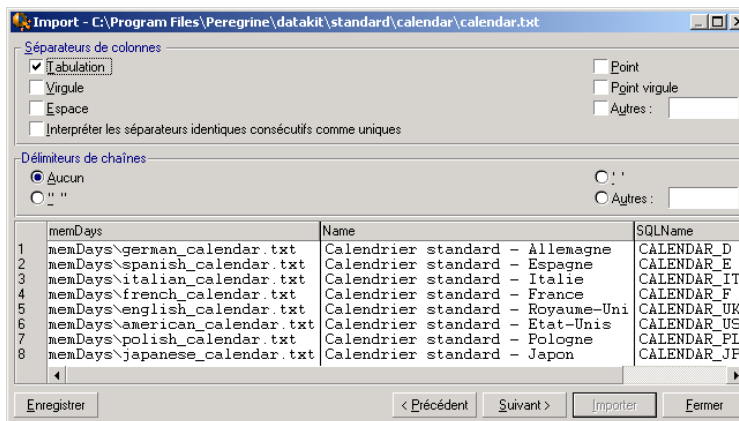 Import - C:\Program Files\Peregrine\datakit\standard\calendar\calendar.txt
Séparateurs de colonnes
Tabulation
Point
Virgule
Point virgule
Espace
Autres :
Interpréter les séparateurs identiques consécutifs comme uniques
Délimiteurs de chaînes
Aucun
' '
" "
Autres :
memDays Name SQLName
1 memDays\german_calendar.txt Calendrier standard - Allemagne CALENDAR_D
2 memDays\spanish_calendar.txt Calendrier standard - Espagne CALENDAR_E
3 memDays\italian_calendar.txt Calendrier standard - Italie CALENDAR_IT
4 memDays\french_calendar.txt Calendrier standard - France CALENDAR_F
5 memDays\english_calendar.txt Calendrier standard - Royaume-Uni CALENDAR_UK
6 memDays\american_calendar.txt Calendrier standard - Etat-Unis CALENDAR_US
7 memDays\polish_calendar.txt Calendrier standard - Pologne CALENDAR_PL
8 memDays\japanese_calendar.txt Calendrier standard - Japon CALENDAR_JP
Enregistrer < Précédent Suivant > Importer Fermer